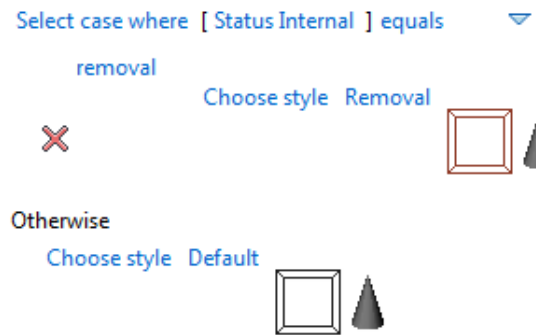 Select case where [ Status Internal ] equals
removal
Choose style Removal
Otherwise
Choose style Default